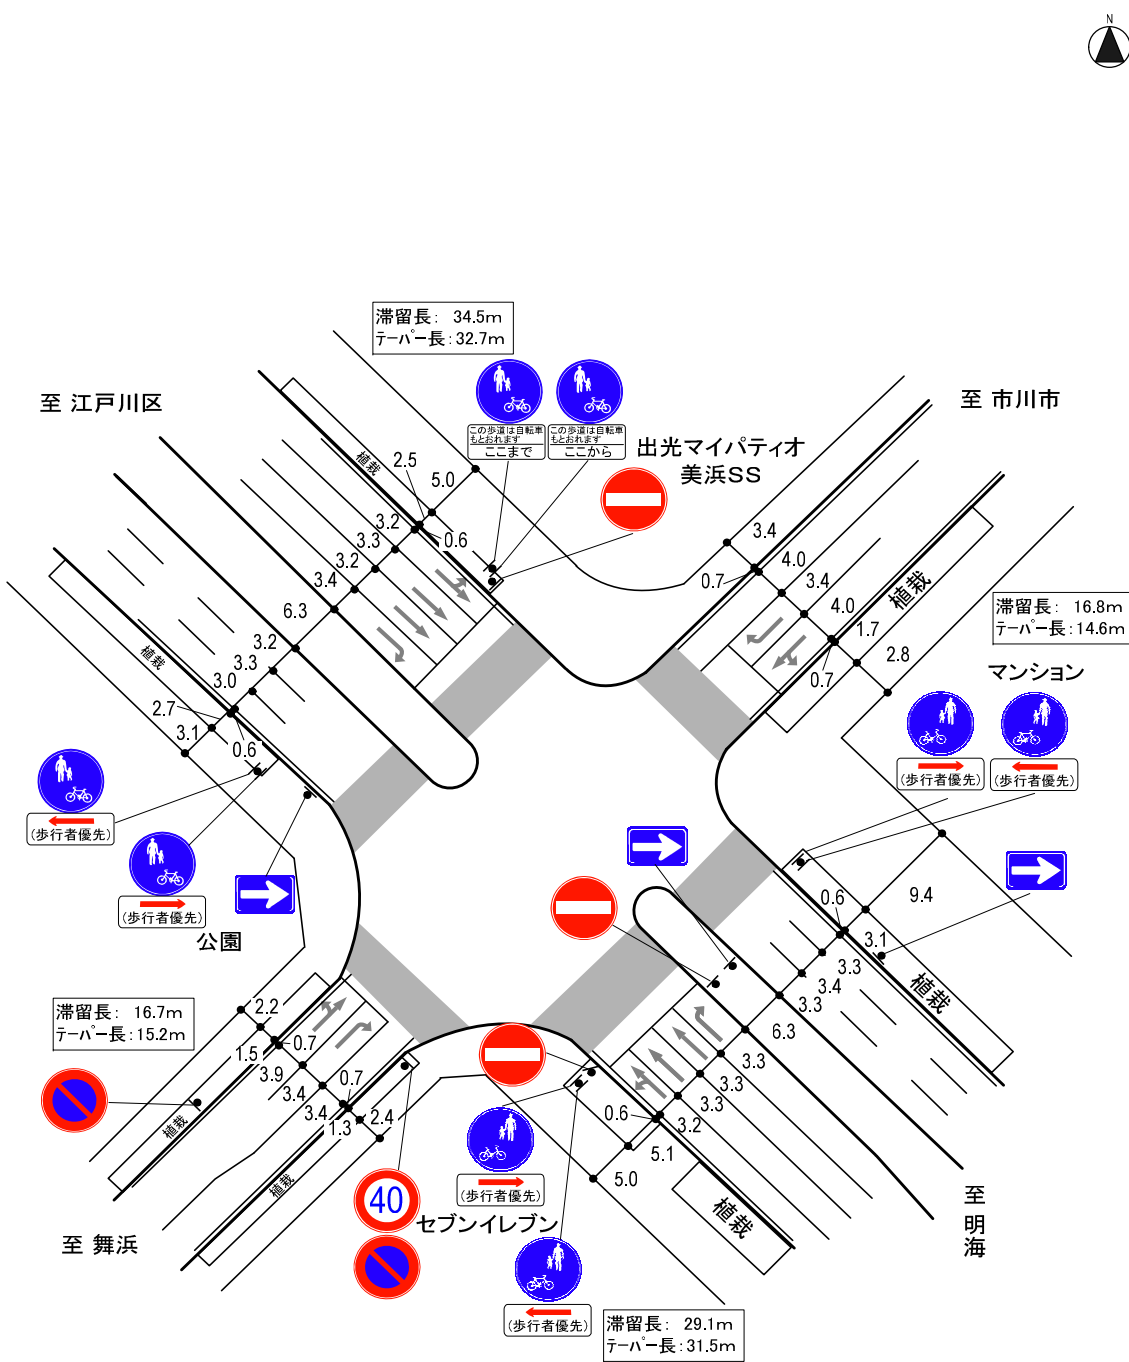 N
滞留長: 34.5m
テーパー長:32.7m
至 江戸川区
この歩道は自転車
もとおれます
ここまで
この歩道は自転車
もとおれます
ここから
出光マイパティオ
美浜SS
至 市川市
植栽
2.5
5.0
3.2
0.6
3.3
3.2
3.4
6.3
3.2
3.3
3.0
2.7
3.1
0.6
植栽
3.4
4.0
0.7
3.4
4.0
1.7
0.7
2.8
植栽
滞留長: 16.8m
テーパー長:14.6m
マンション
(歩行者優先)
(歩行者優先)
(歩行者優先)
(歩行者優先)
公園
9.4
0.6
3.1
3.3
3.4
3.3
6.3
植栽
滞留長: 16.7m
テーパー長:15.2m
2.2
1.5
0.7
3.9
3.4
3.4
0.7
1.3
2.4
植栽
植栽
3.3
3.3
3.3
3.2
0.6
5.1
5.0
植栽
40
(歩行者優先)
セブンイレブン
(歩行者優先)
至 舞浜
至
明
海
滞留長: 29.1m
テーパー長:31.5m